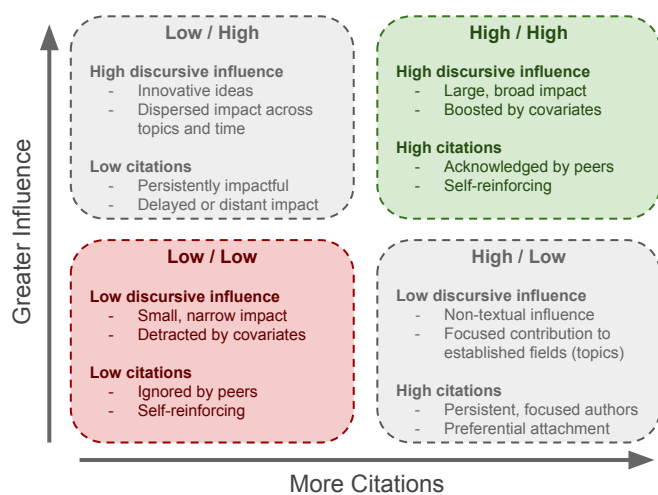 Low / High
High discursive influence
- Innovative ideas
- Dispersed impact across
topics and time
Low citations
- Persistently impactful
- Delayed or distant impact
High / High
High discursive influence
- Large, broad impact
- Boosted by covariates
High citations
- Acknowledged by peers
- Self-reinforcing
Low / Low
Low discursive influence
- Small, narrow impact
- Detracted by covariates
Low citations
- Ignored by peers
- Self-reinforcing
High / Low
Low discursive influence
- Non-textual influence
- Focused contribution to
established fields (topics)
High citations
- Persistent, focused authors
- Preferential attachment
Greater Influence
More Citations